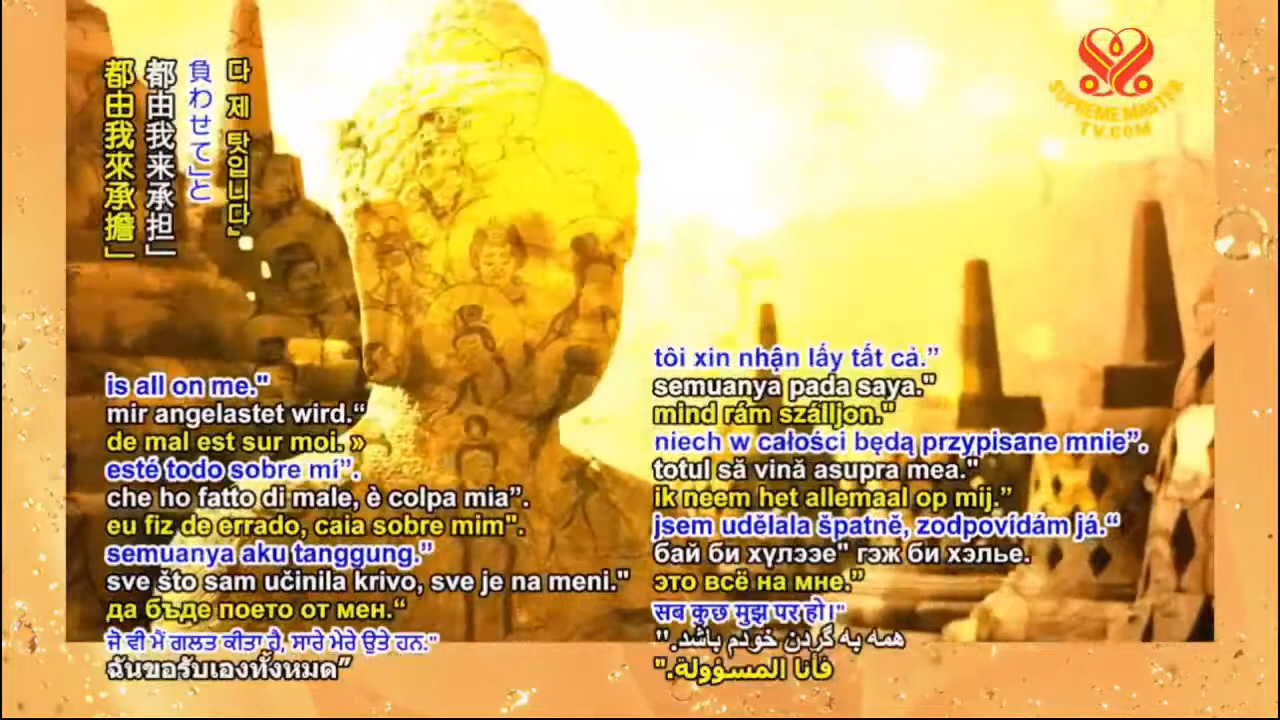 都由我來承擔」
都由我来承担」
負わせて」と
다 제 탓입니다』
SUPREME MASTER
TV.COM
is all on me."
mir angelastet wird.“
de mal est sur moi. »
esté todo sobre mí”.
che ho fatto di male, è colpa mia”.
eu fiz de errado, caia sobre mim".
semuanya aku tanggung.”
sve što sam učinila krivo, sve je na meni."
да бъде поето от мен.“
ਜੋ ਵੀ ਮੈਂ ਗਲਤ ਕੀਤਾ ਹੈ, ਸਾਰੇ ਮੇਰੇ ਉਤੇ ਹਨ."
ฉันขอรับเองทั้งหมด”
tôi xin nhận lấy tất cả.”
semuanya pada saya."
mind rám szálljon."
niech w całości będą przypisane mnie”.
totul să vină asupra mea."
ik neem het allemaal op mij.”
jsem udělala špatně, zodpovídám já.“
бай би хүлээе" гэж би хэлье.
это всё на мне.”
सब कुछ मुझ पर हो।"
همه به گردن خودم باشد."
فأنا المسؤولة."